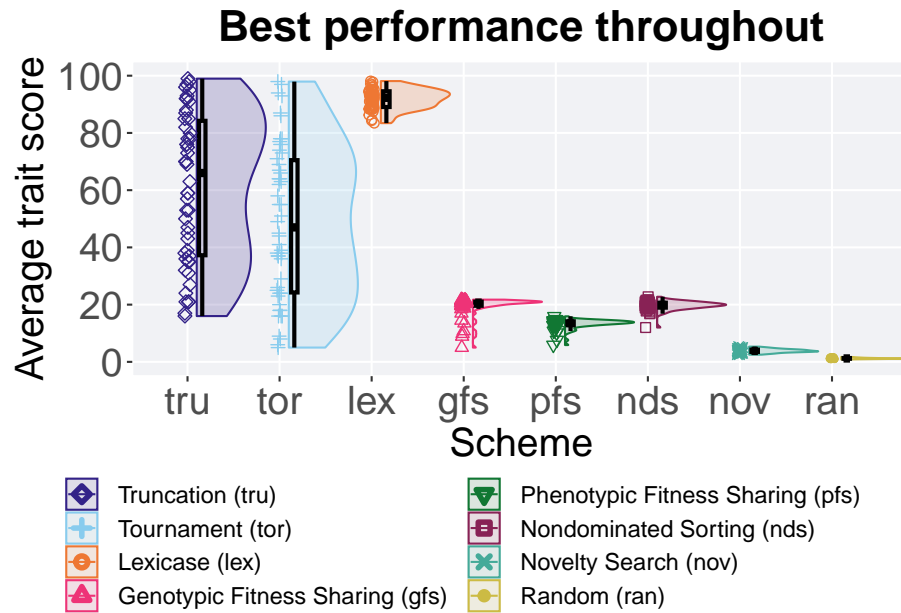 Best performance throughout
Average trait score
100
80
60
40
20
0
tru tor lex gfs pfs nds nov ran
Scheme
Truncation (tru)
Tournament (tor)
Lexicase (lex)
Genotypic Fitness Sharing (gfs)
Phenotypic Fitness Sharing (pfs)
Nondominated Sorting (nds)
Novelty Search (nov)
Random (ran)